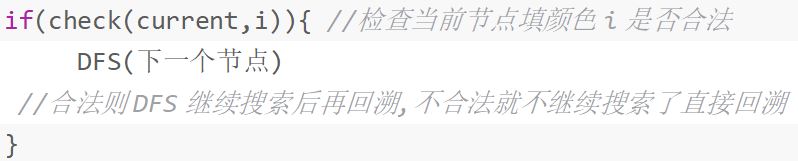 if(check(current,i)){ //检查当前节点填颜色i是否合法
DFS(下一个节点)
//合法则DFS继续搜索后再回溯,不合法就不继续搜索了直接回溯
}